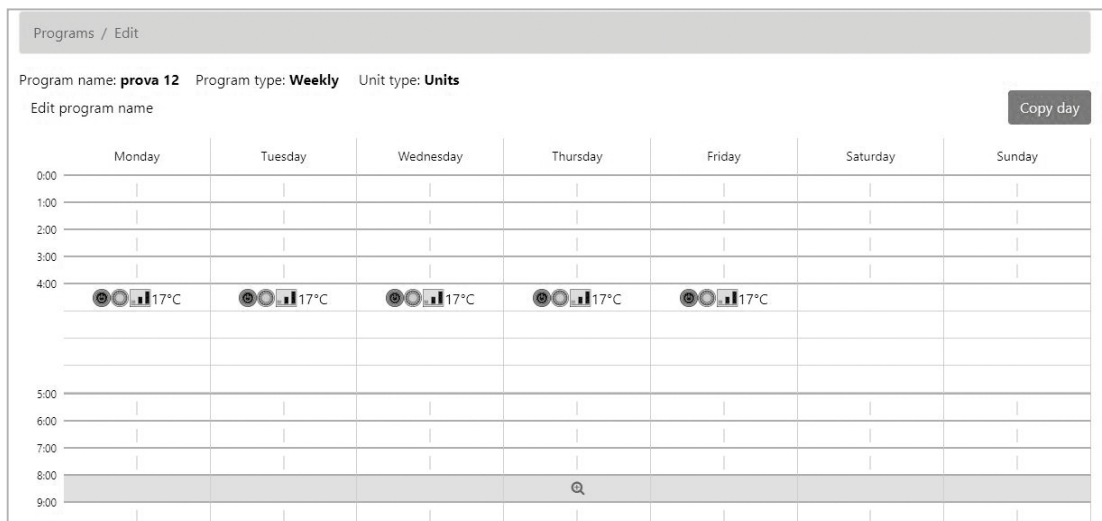 Programs / Edit
Program name: prova 12 Program type: Weekly Unit type: Units
Edit program name
Copy day
Monday Tuesday Wednesday Thursday Friday Saturday Sunday
0:00
1:00
2:00
3:00
4:00
17°C 17°C 17°C 17°C 17°C
5:00
6:00
7:00
8:00
9:00